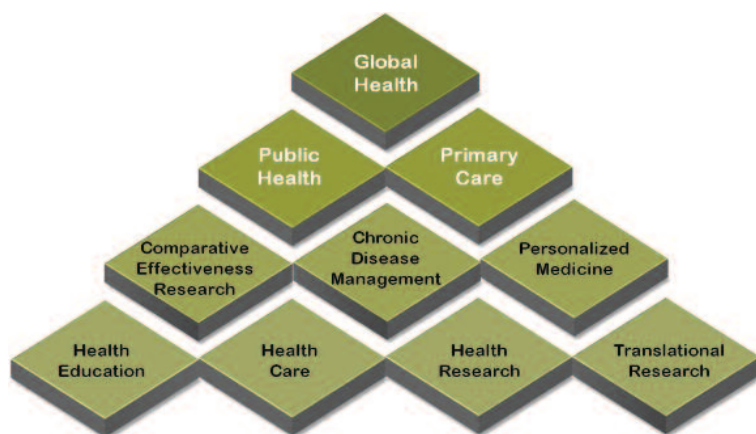 Global
Health
Public
Health
Primary
Care
Comparative
Effectiveness
Research
Chronic
Disease
Management
Personalized
Medicine
Health
Education
Health
Care
Health
Research
Translational
Research